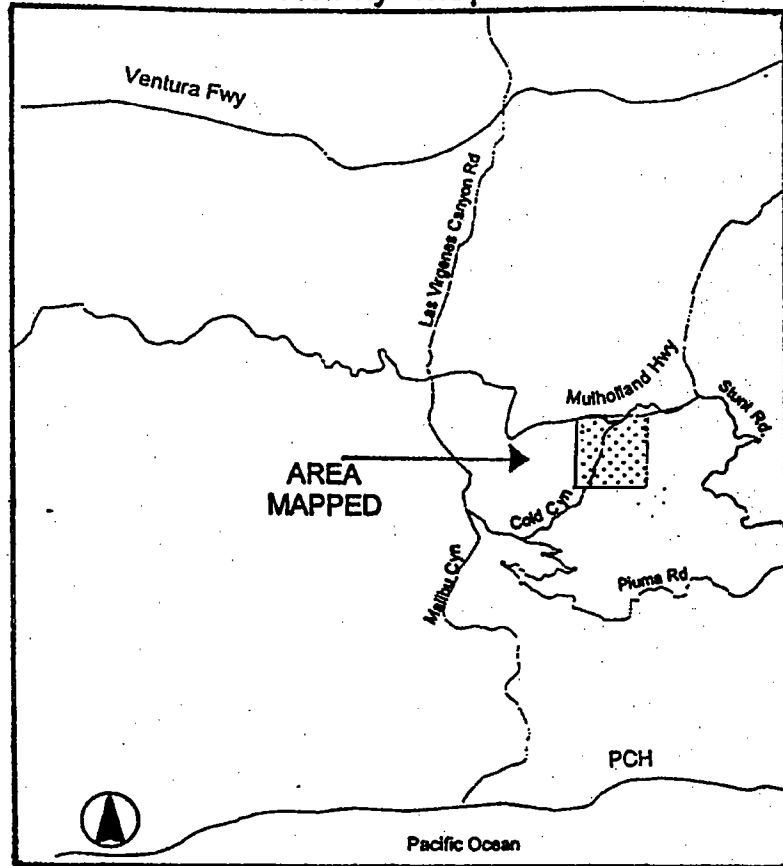 Ventura Fwy
Las Virgenes Canyon Rd
Mulholland Hwy
Stunt Rd.
AREA
MAPPED
Cold Cyn
Malibu Cyn
Piuma Rd
PCH
Pacific Ocean